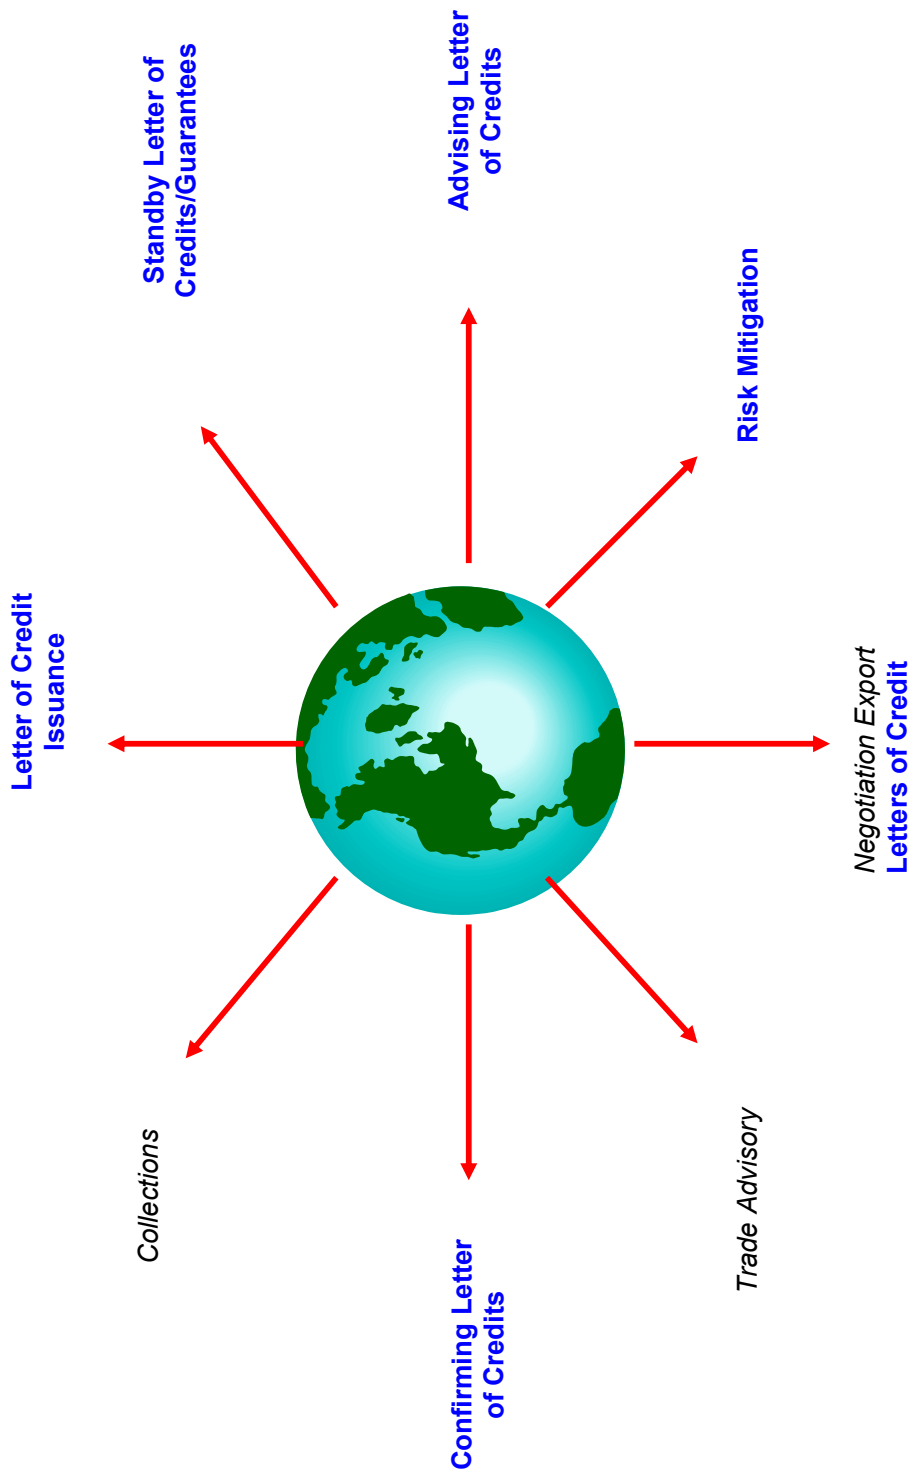 Letter of Credit
Issuance
Collections
Standby Letter of
Credits/Guarantees
Confirming Letter
of Credits
Advising Letter
of Credits
Trade Advisory
Risk Mitigation
Negotiation Export
Letters of Credit